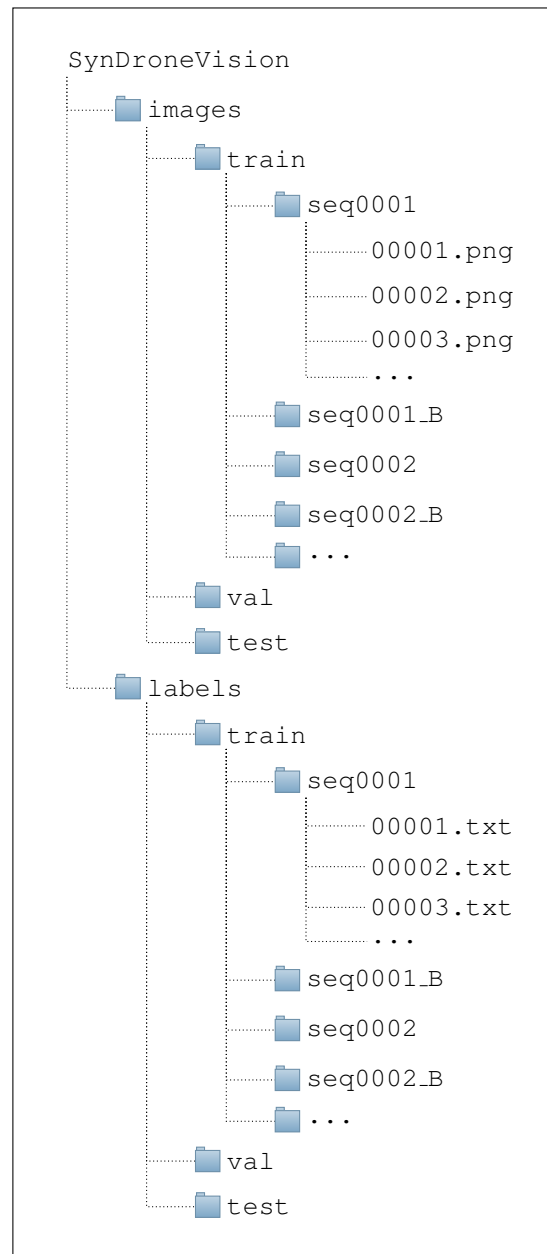 SynDroneVision
images
train
seq0001
00001.png
00002.png
00003.png
...
seq0001_B
seq0002
seq0002_B
...
val
test
labels
train
seq0001
00001.txt
00002.txt
00003.txt
...
seq0001_B
seq0002
seq0002_B
...
val
test